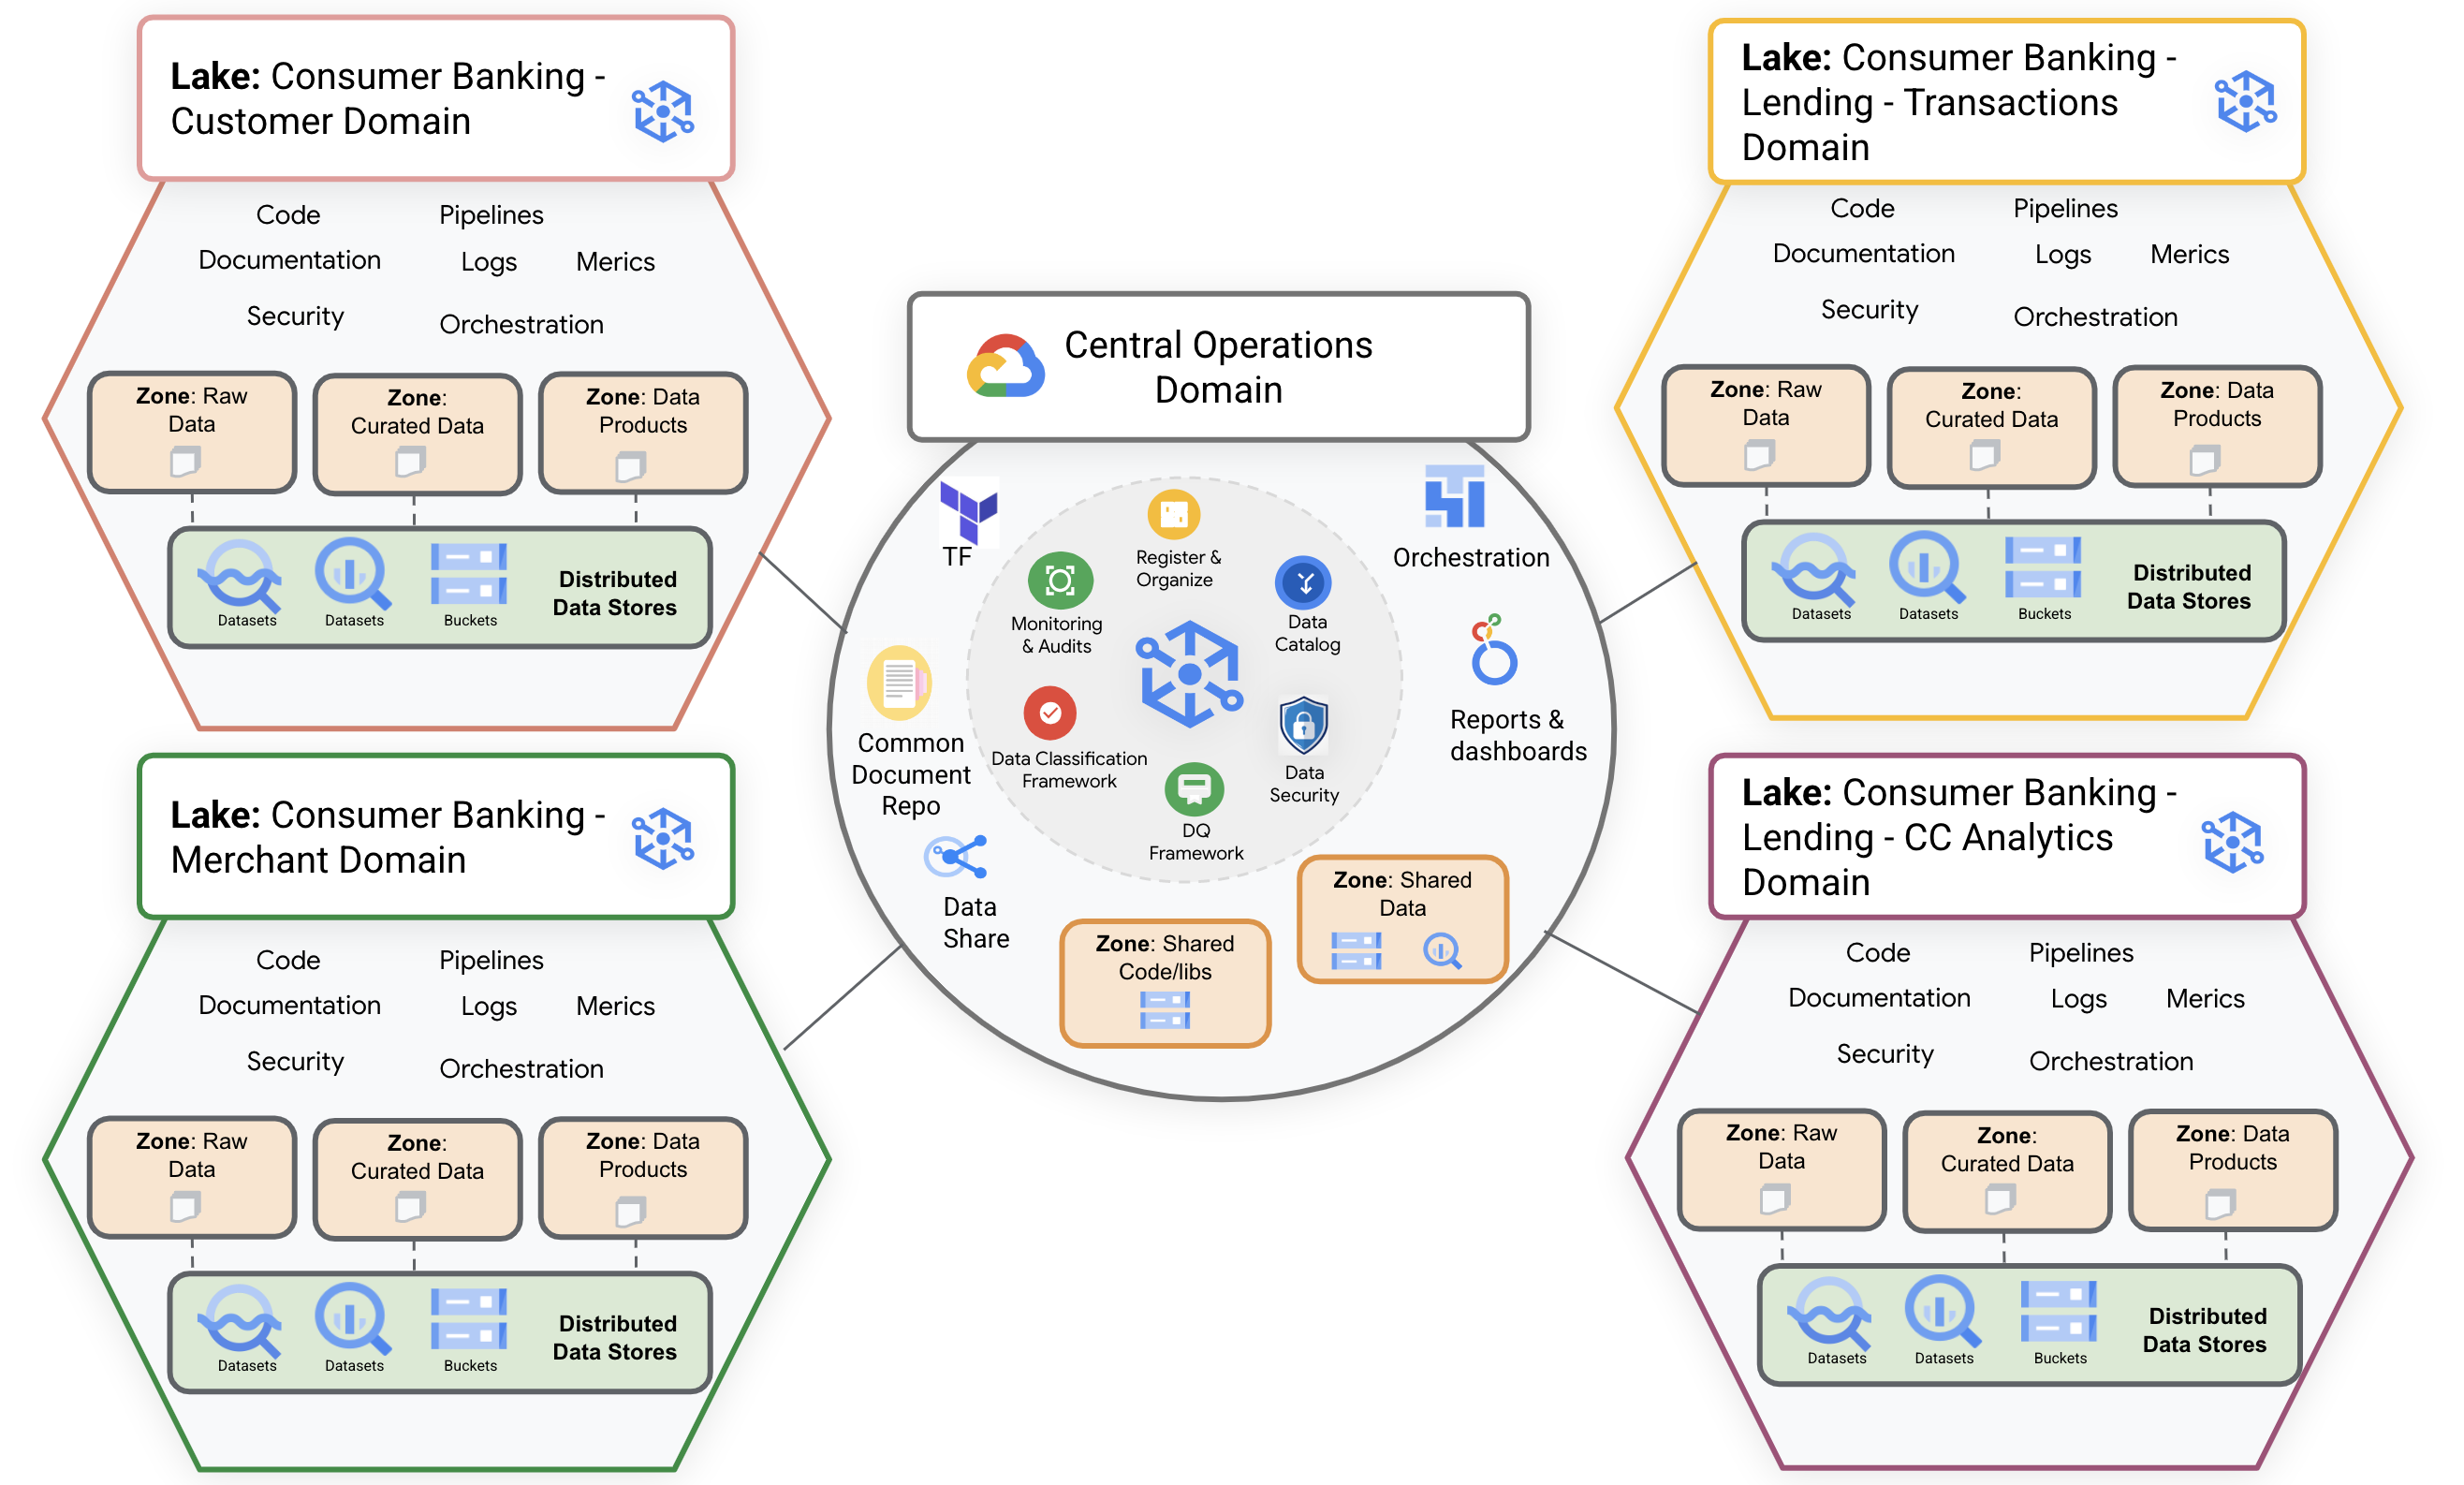 Lake: Consumer Banking -
Customer Domain
Code
Pipelines
Documentation
Logs
Merics
Security
Orchestration
Zone: Raw
Data
Zone:
Curated Data
Zone: Data
Products
Datasets
Datasets
Buckets
Distributed
Data Stores
Lake: Consumer Banking -
Lending - Transactions
Domain
Code
Pipelines
Documentation
Logs
Merics
Security
Orchestration
Zone: Raw
Data
Zone:
Curated Data
Zone: Data
Products
Datasets
Datasets
Buckets
Distributed
Data Stores
Central Operations
Domain
TF
Orchestration
Register &
Organize
Monitoring
& Audits
Data
Catalog
Common
Document
Repo
Reports &
dashboards
Data Classification
Framework
Data
Security
DQ
Framework
Data
Share
Zone: Shared
Data
Zone: Shared
Code/libs
Lake: Consumer Banking -
Merchant Domain
Code
Pipelines
Documentation
Logs
Merics
Security
Orchestration
Zone: Raw
Data
Zone:
Curated Data
Zone: Data
Products
Datasets
Datasets
Buckets
Distributed
Data Stores
Lake: Consumer Banking -
Lending - CC Analytics
Domain
Code
Pipelines
Documentation
Logs
Merics
Security
Orchestration
Zone: Raw
Data
Zone:
Curated Data
Zone: Data
Products
Datasets
Datasets
Buckets
Distributed
Data Stores